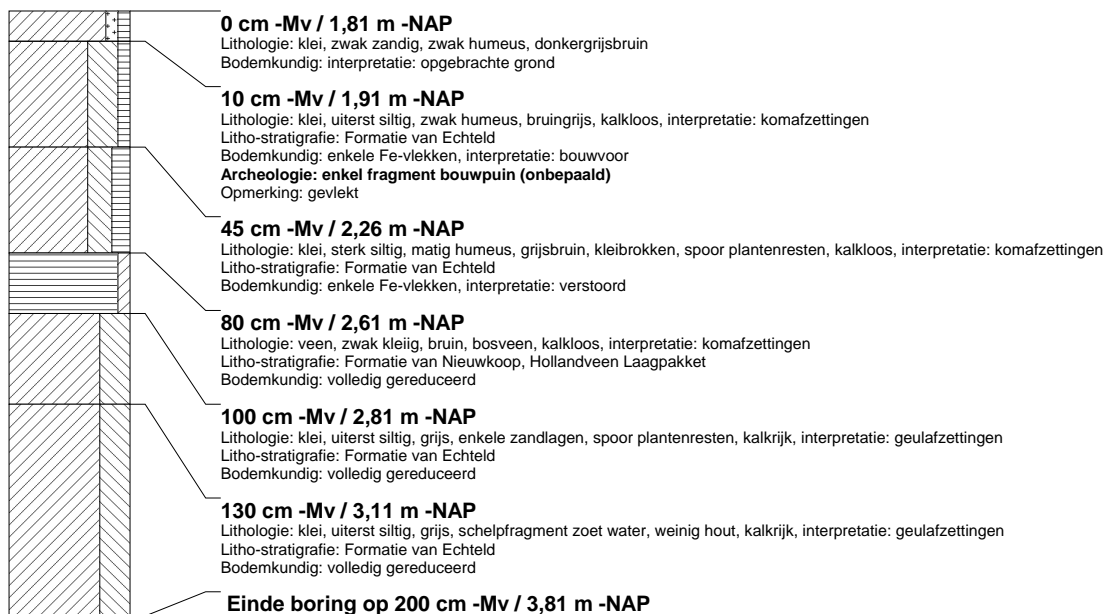 0 cm -Mv / 1,81 m -NAP
Lithologie: klei, zwak zandig, zwak humeus, donkergrijsbruin
Bodemkundig: interpretatie: opgebrachte grond
10 cm -Mv / 1,91 m -NAP
Lithologie: klei, uiterst siltig, zwak humeus, bruingrijs, kalkloos, interpretatie: komafzettingen
Litho-stratigrafie: Formatie van Echteld
Bodemkundig: enkele Fe-vlekken, interpretatie: bouwvoor
Archeologie: enkel fragment bouwpuin (onbepaald)
Opmerking: gevlekt
45 cm -Mv / 2,26 m -NAP
Lithologie: klei, sterk siltig, matig humeus, grijsbruin, kleibrokken, spoor plantenresten, kalkloos, interpretatie: komafzettingen
Litho-stratigrafie: Formatie van Echteld
Bodemkundig: enkele Fe-vlekken, interpretatie: verstoord
80 cm -Mv / 2,61 m -NAP
Lithologie: veen, zwak kleiig, bruin, bosveen, kalkloos, interpretatie: komafzettingen
Litho-stratigrafie: Formatie van Nieuwkoop, Hollandveen Laagpakket
Bodemkundig: volledig gereduceerd
100 cm -Mv / 2,81 m -NAP
Lithologie: klei, uiterst siltig, grijs, enkele zandlagen, spoor plantenresten, kalkrijk, interpretatie: geulafzettingen
Litho-stratigrafie: Formatie van Echteld
Bodemkundig: volledig gereduceerd
130 cm -Mv / 3,11 m -NAP
Lithologie: klei, uiterst siltig, grijs, schelpfragment zoet water, weinig hout, kalkrijk, interpretatie: geulafzettingen
Litho-stratigrafie: Formatie van Echteld
Bodemkundig: volledig gereduceerd
Einde boring op 200 cm -Mv / 3,81 m -NAP